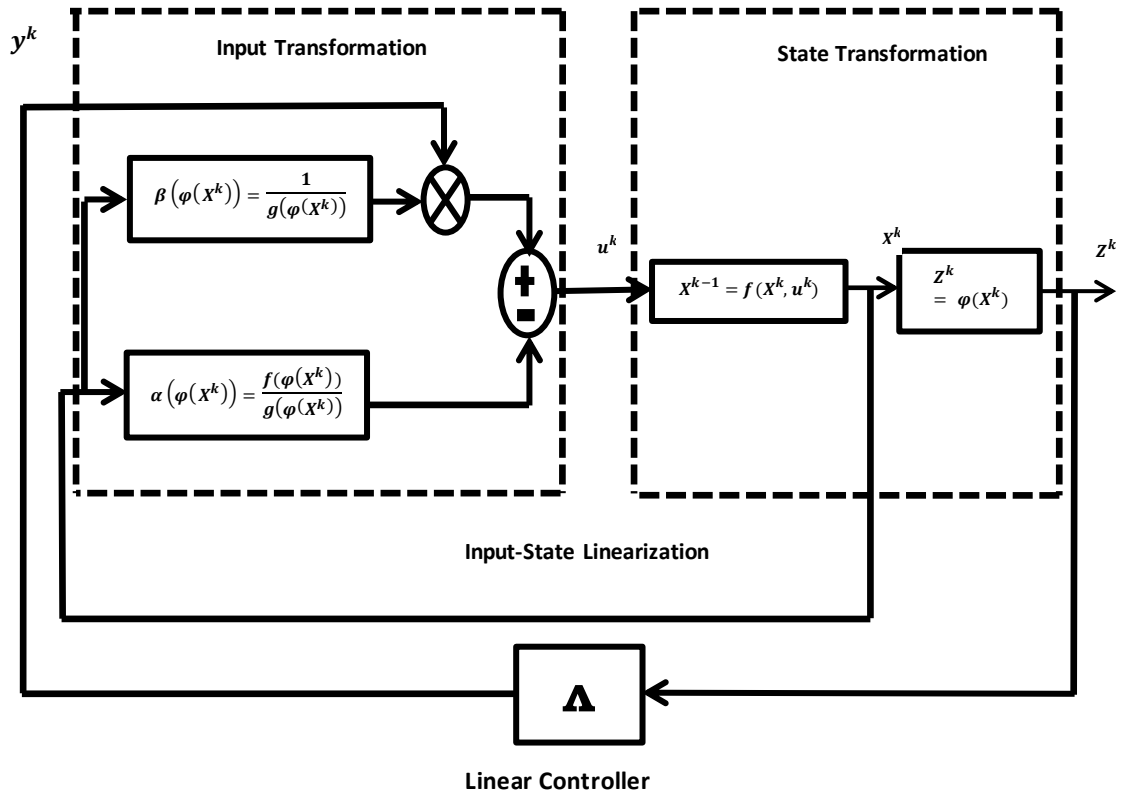 y^k
Input Transformation
State Transformation
β(φ(X^k)) = 1 / g(φ(X^k))
+
−
u^k
X^{k-1} = f(X^k, u^k)
X^k
Z^k
= φ(X^k)
Z^k
α(φ(X^k)) = f(φ(X^k)) / g(φ(X^k))
Input-State Linearization
Λ
Linear Controller